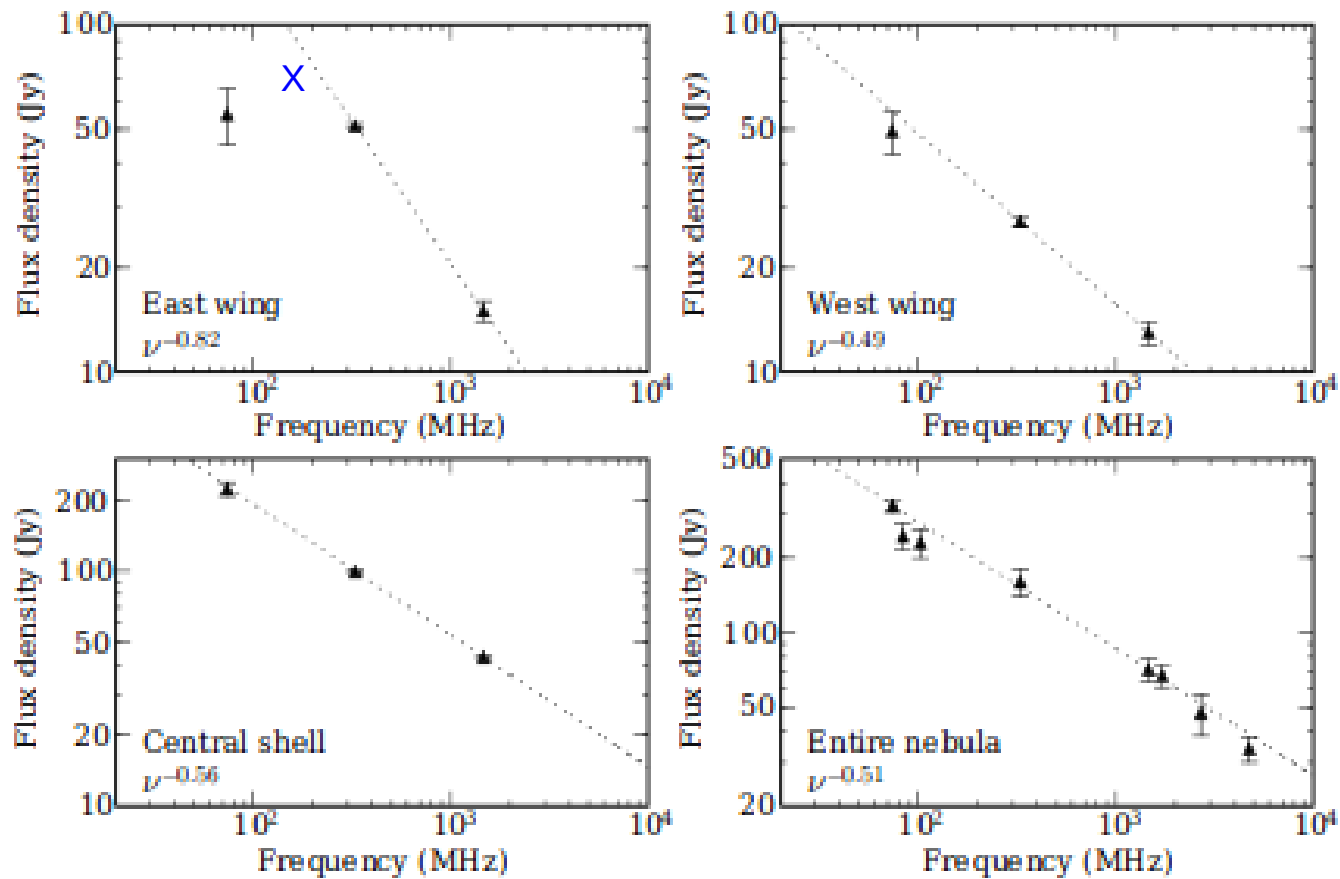 100
50
20
10
Flux density (Jy)
X
East wing
ν^−0.82
10^2
10^3
10^4
Frequency (MHz)
100
50
20
10
Flux density (Jy)
West wing
ν^−0.49
10^2
10^3
10^4
Frequency (MHz)
200
100
50
20
10
Flux density (Jy)
Central shell
ν^−0.56
10^2
10^3
10^4
Frequency (MHz)
500
200
100
50
20
Flux density (Jy)
Entire nebula
ν^−0.51
10^2
10^3
10^4
Frequency (MHz)